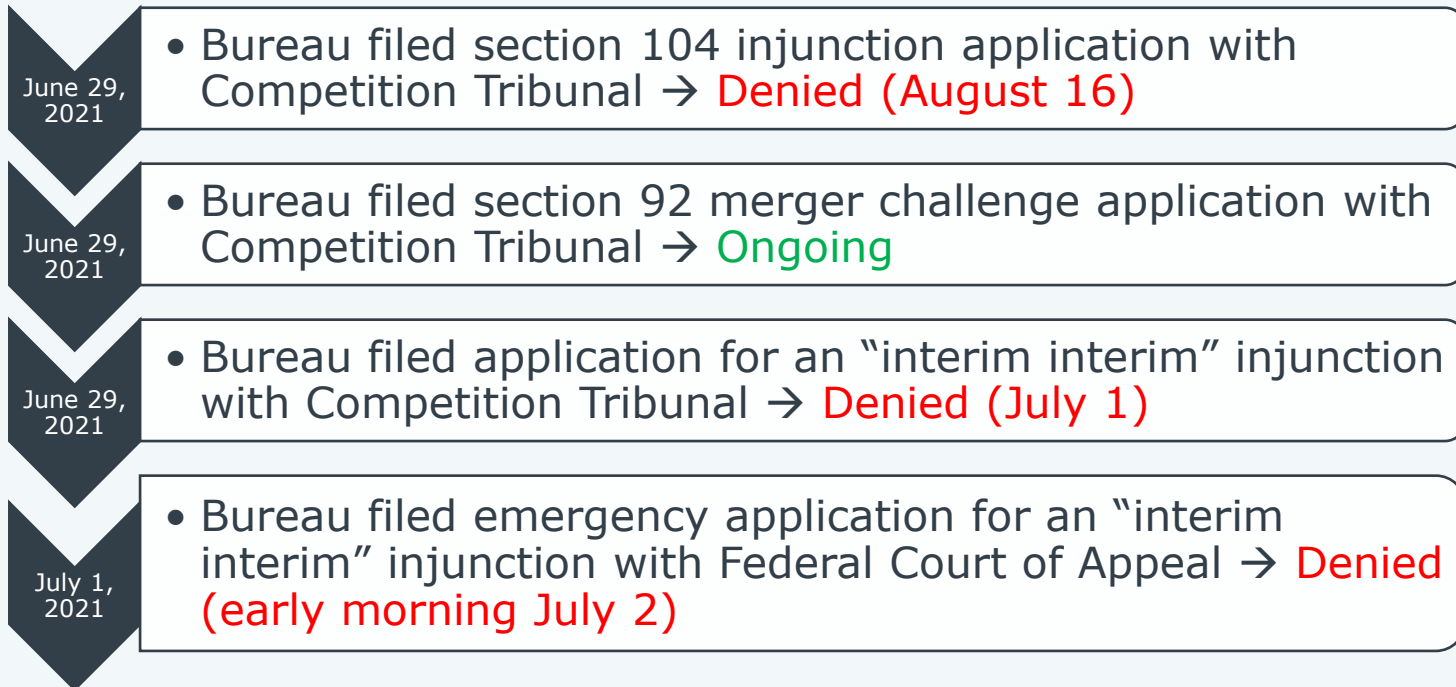 June 29,
2021
• Bureau filed section 104 injunction application with
Competition Tribunal → Denied (August 16)
June 29,
2021
• Bureau filed section 92 merger challenge application with
Competition Tribunal → Ongoing
June 29,
2021
• Bureau filed application for an “interim interim” injunction
with Competition Tribunal → Denied (July 1)
July 1,
2021
• Bureau filed emergency application for an “interim
interim” injunction with Federal Court of Appeal → Denied
(early morning July 2)